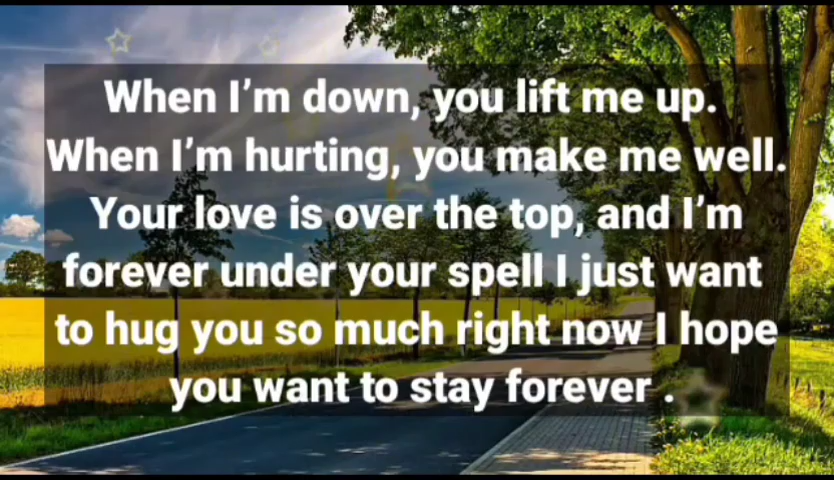 When I’m down, you lift me up.
When I’m hurting, you make me well.
Your love is over the top, and I’m
forever under your spell I just want
to hug you so much right now I hope
you want to stay forever .